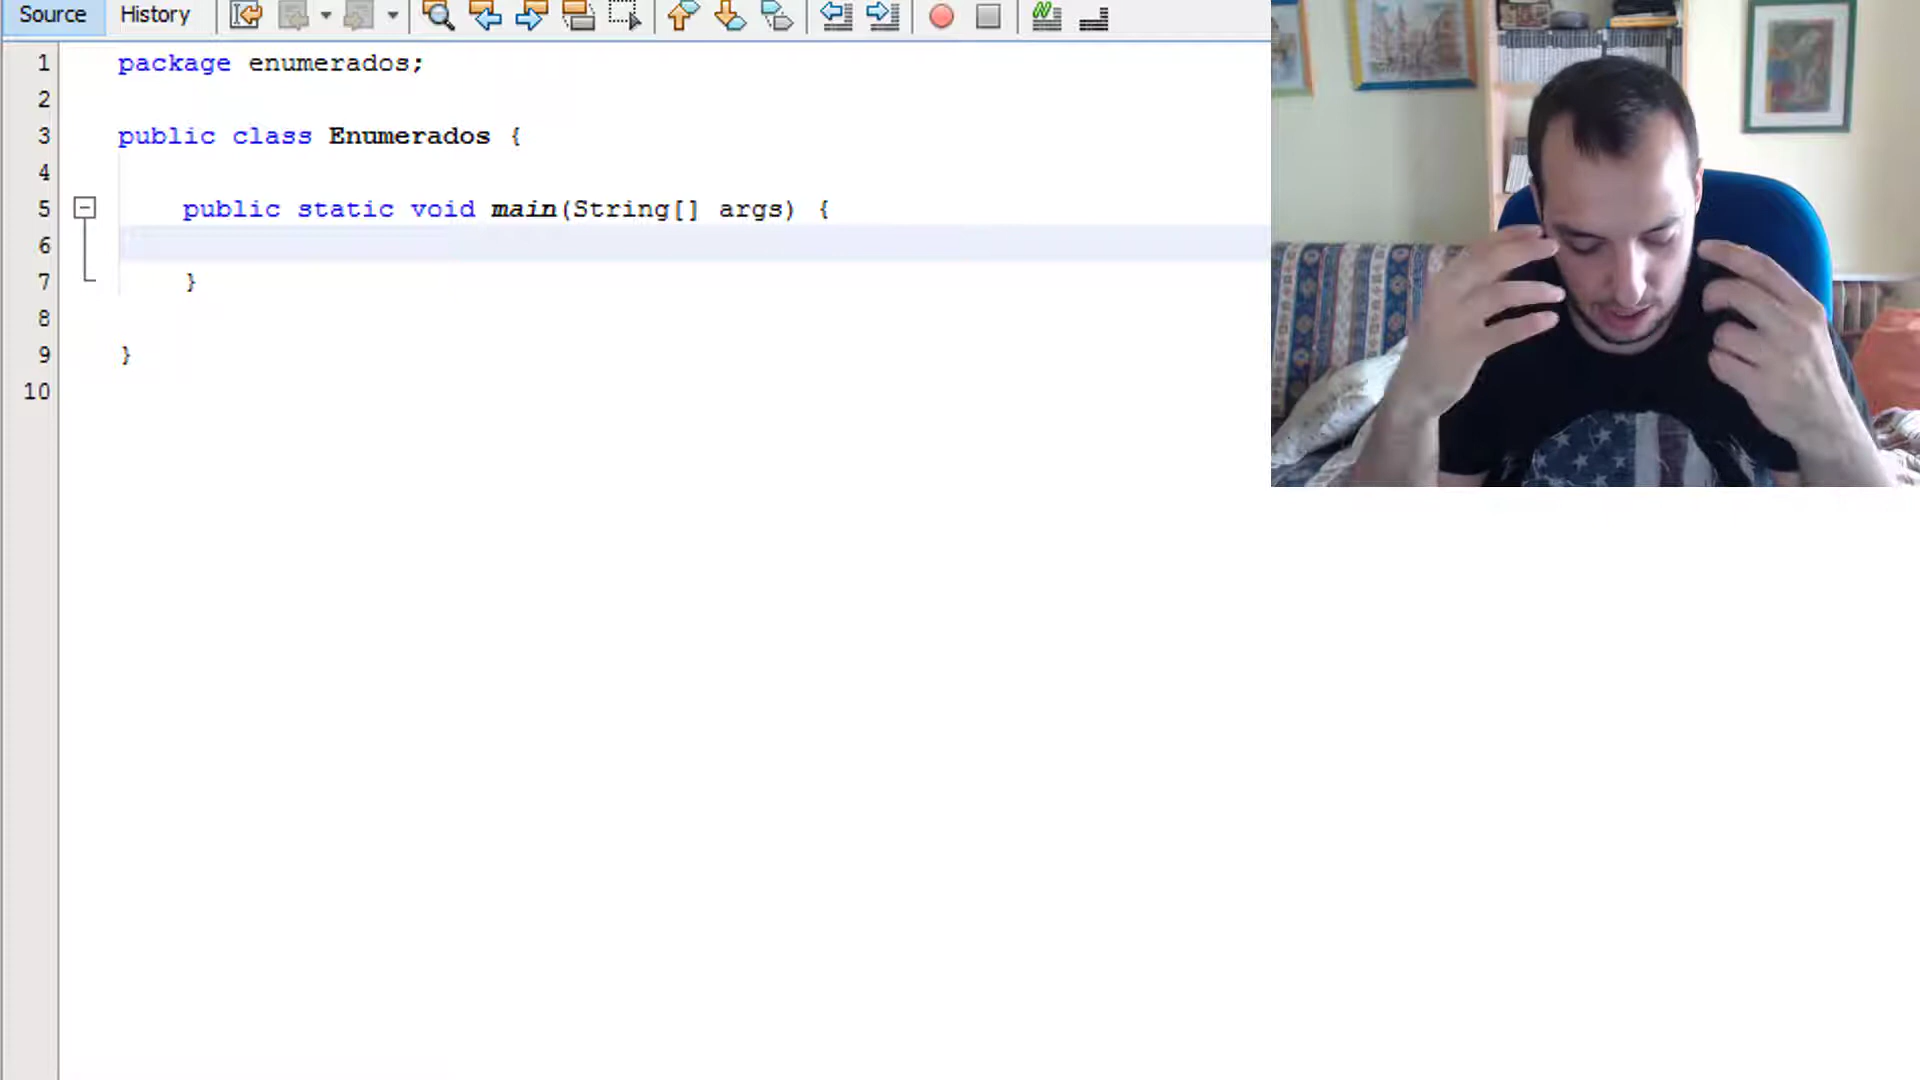 Source History
1 package enumerados;
2
3 public class Enumerados {
4
5 public static void main(String[] args) {
6
7 }
8
9 }
10